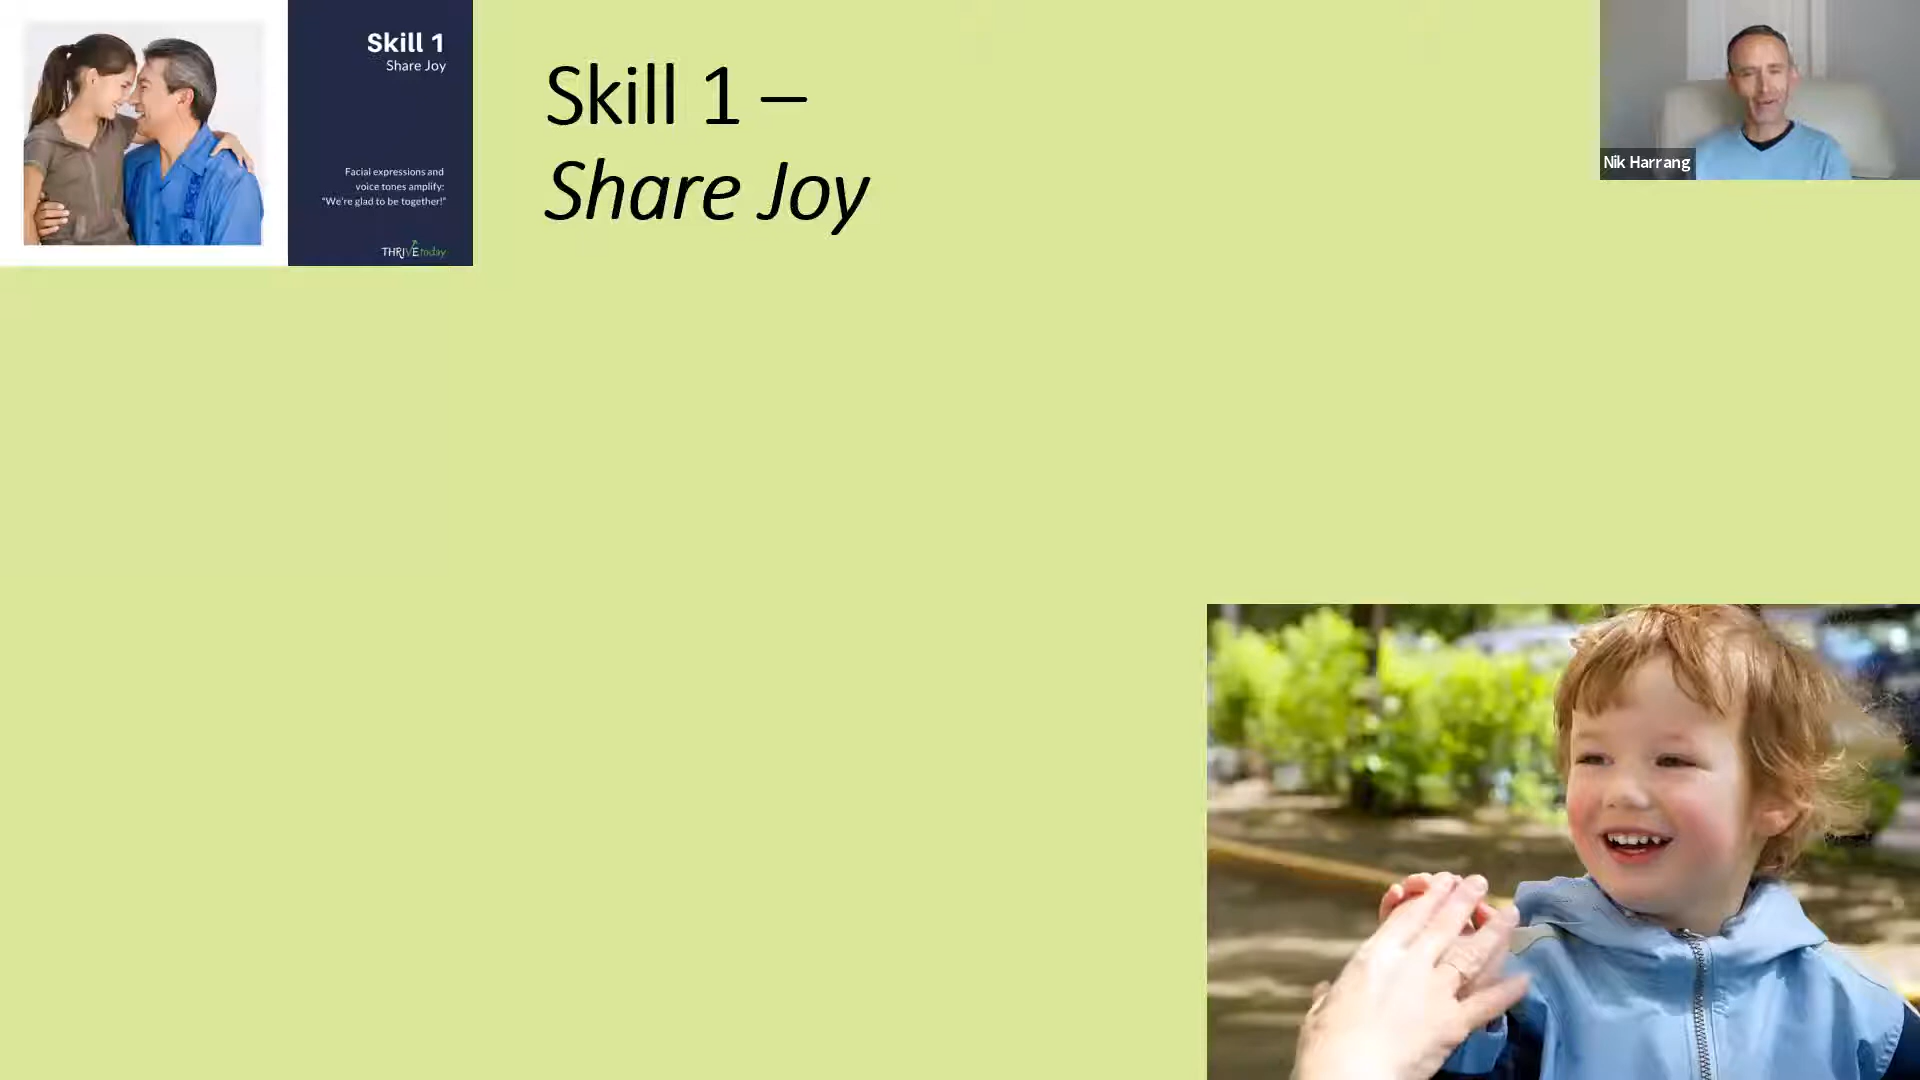 Skill 1
Share Joy
Facial expressions and
voice tones amplify:
"We're glad to be together!"
THRIVEtoday
Skill 1 –
Share Joy
Nik Harrang